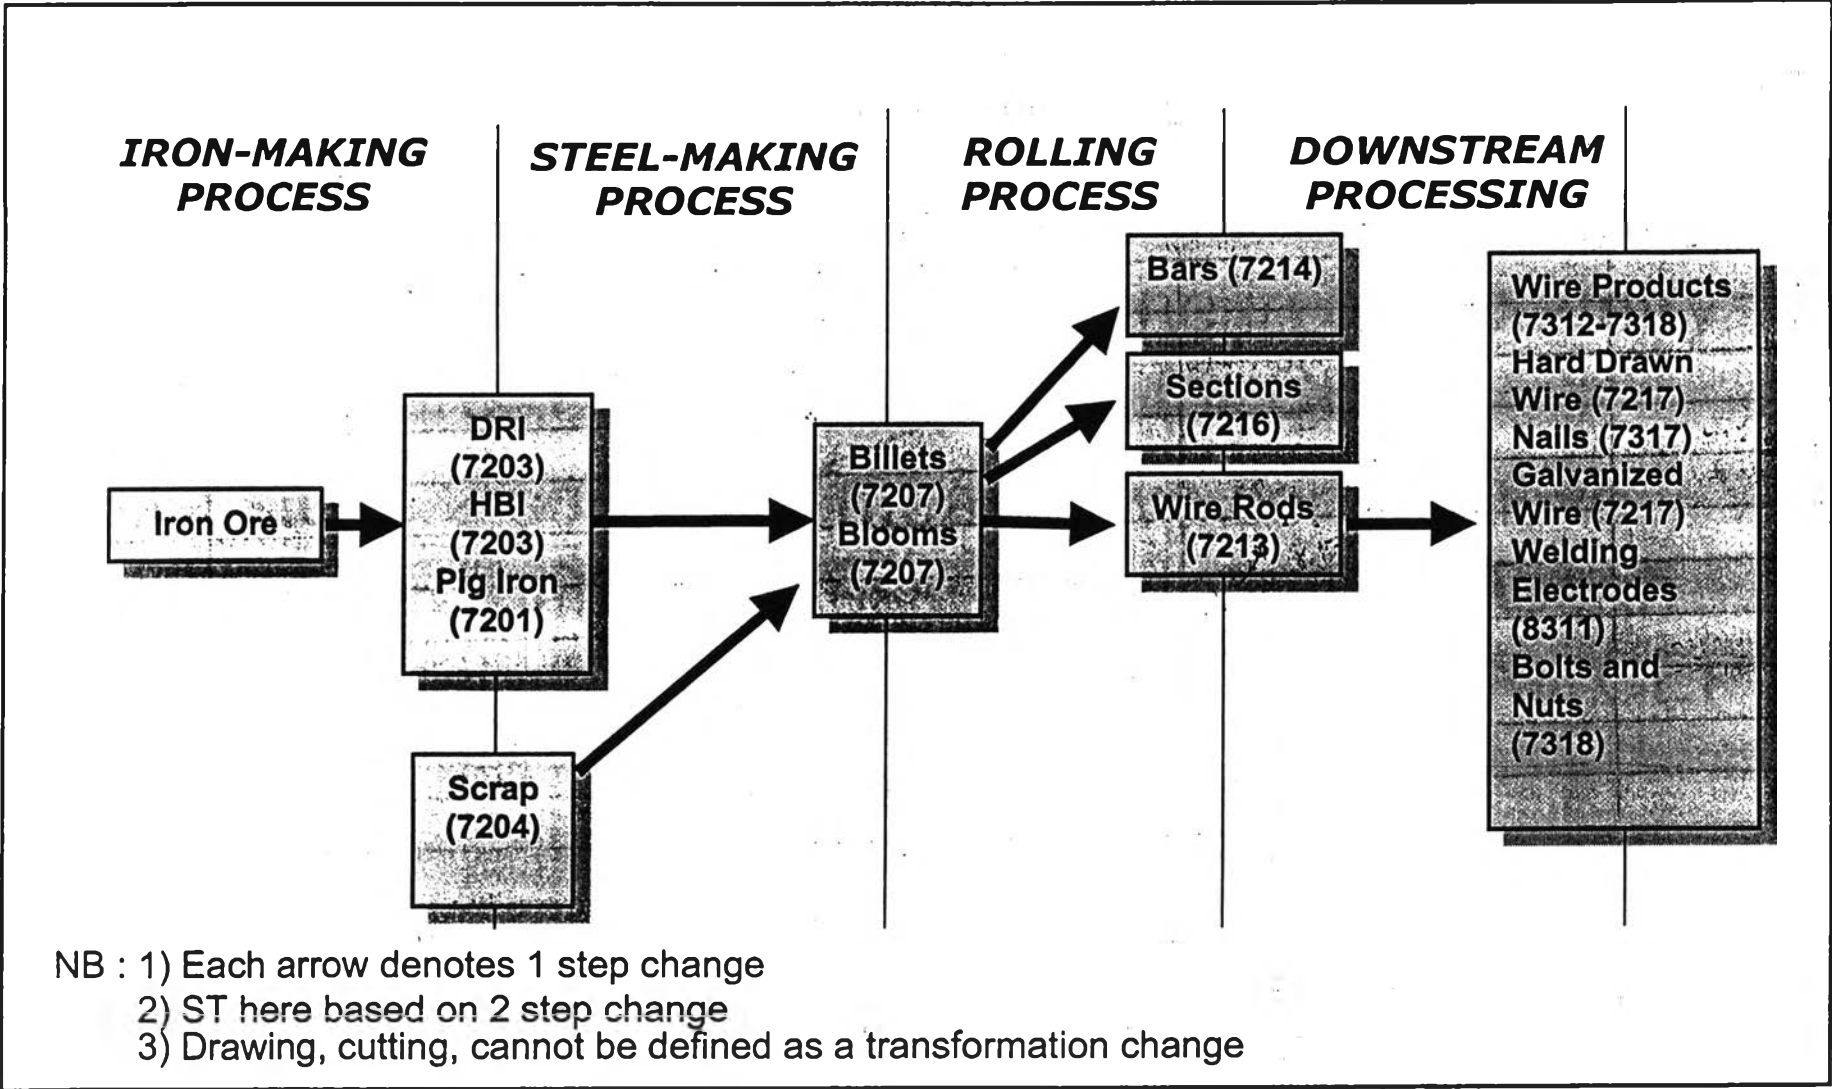 IRON-MAKING
PROCESS
STEEL-MAKING
PROCESS
ROLLING
PROCESS
DOWNSTREAM
PROCESSING
Iron Ore
DRI
(7203)
HBI
(7203)
Pig Iron
(7201)
Scrap
(7204)
Billets
(7207)
Blooms
(7207)
Bars (7214)
Sections
(7216)
Wire Rods
(7213)
Wire Products
(7312-7318)
Hard Drawn
Wire (7217)
Nails (7317)
Galvanized
Wire (7217)
Welding
Electrodes
(8311)
Bolts and
Nuts
(7318)
NB : 1) Each arrow denotes 1 step change
2) ST here based on 2 step change
3) Drawing, cutting, cannot be defined as a transformation change